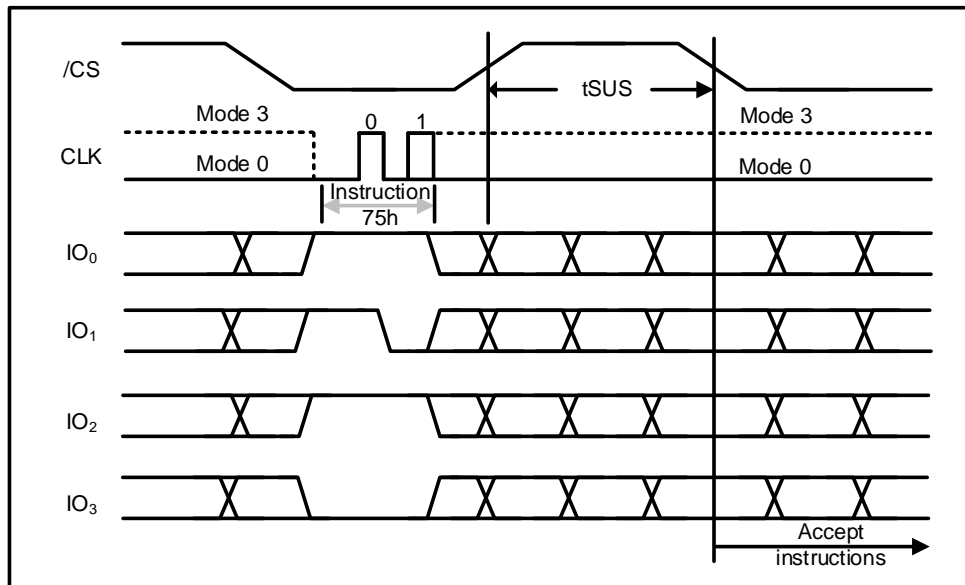 /CS
tSUS
Mode 3
0
1
Mode 3
CLK
Mode 0
Mode 0
Instruction
75h
IO₀
IO₁
IO₂
IO₃
Accept
instructions